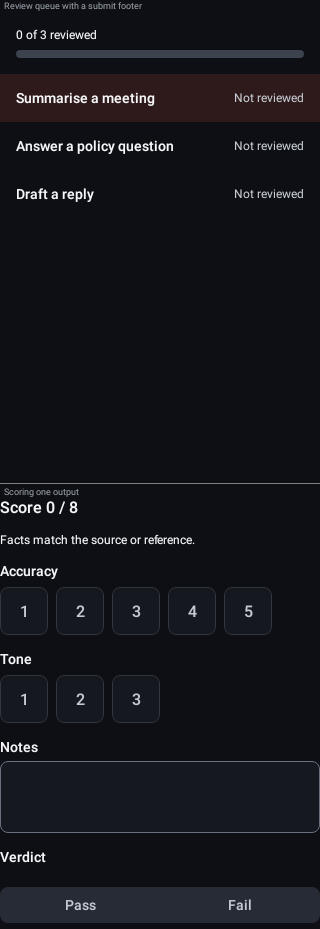 Review queue with a submit footer
0 of 3 reviewed
Summarise a meeting Not reviewed
Answer a policy question Not reviewed
Draft a reply Not reviewed
Scoring one output
Score 0 / 8
Facts match the source or reference.
Accuracy
1 2 3 4 5
Tone
1 2 3
Notes
Verdict
Pass Fail